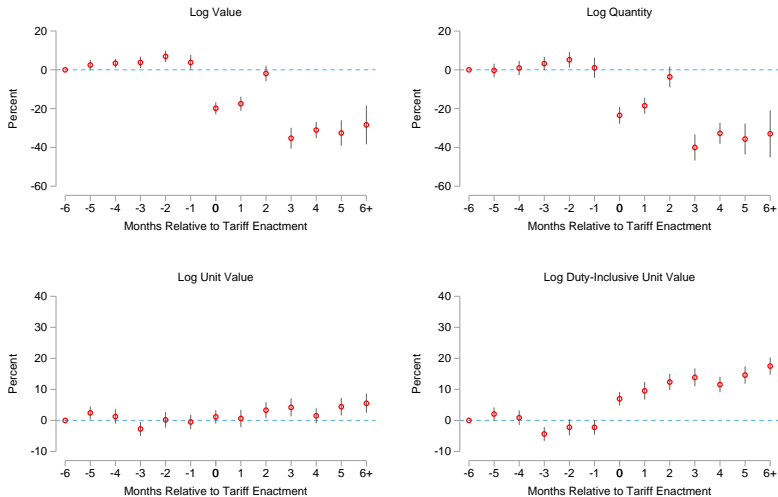 Log Value
20
0
-20
-40
-60
Percent
-6 -5 -4 -3 -2 -1 0 1 2 3 4 5 6+
Months Relative to Tariff Enactment
Log Quantity
20
0
-20
-40
-60
Percent
-6 -5 -4 -3 -2 -1 0 1 2 3 4 5 6+
Months Relative to Tariff Enactment
Log Unit Value
40
30
20
10
0
-10
Percent
-6 -5 -4 -3 -2 -1 0 1 2 3 4 5 6+
Months Relative to Tariff Enactment
Log Duty-Inclusive Unit Value
40
30
20
10
0
-10
Percent
-6 -5 -4 -3 -2 -1 0 1 2 3 4 5 6+
Months Relative to Tariff Enactment